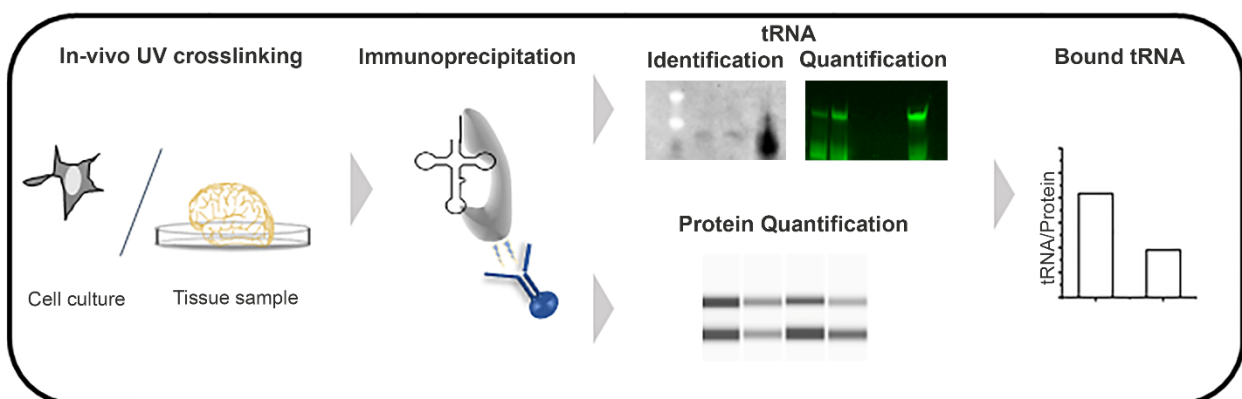 In-vivo UV crosslinking
Cell culture
Tissue sample
Immunoprecipitation
tRNA
Identification
Quantification
Protein Quantification
Bound tRNA
tRNA/Protein